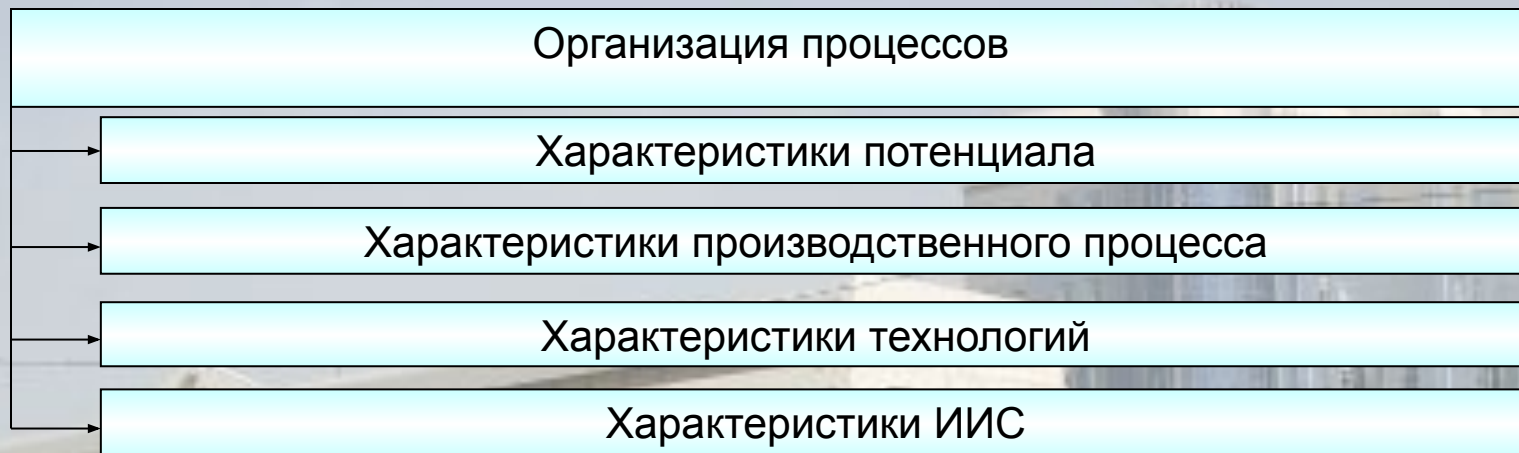 Организация процессов
Характеристики потенциала
Характеристики производственного процесса
Характеристики технологий
Характеристики ИИС